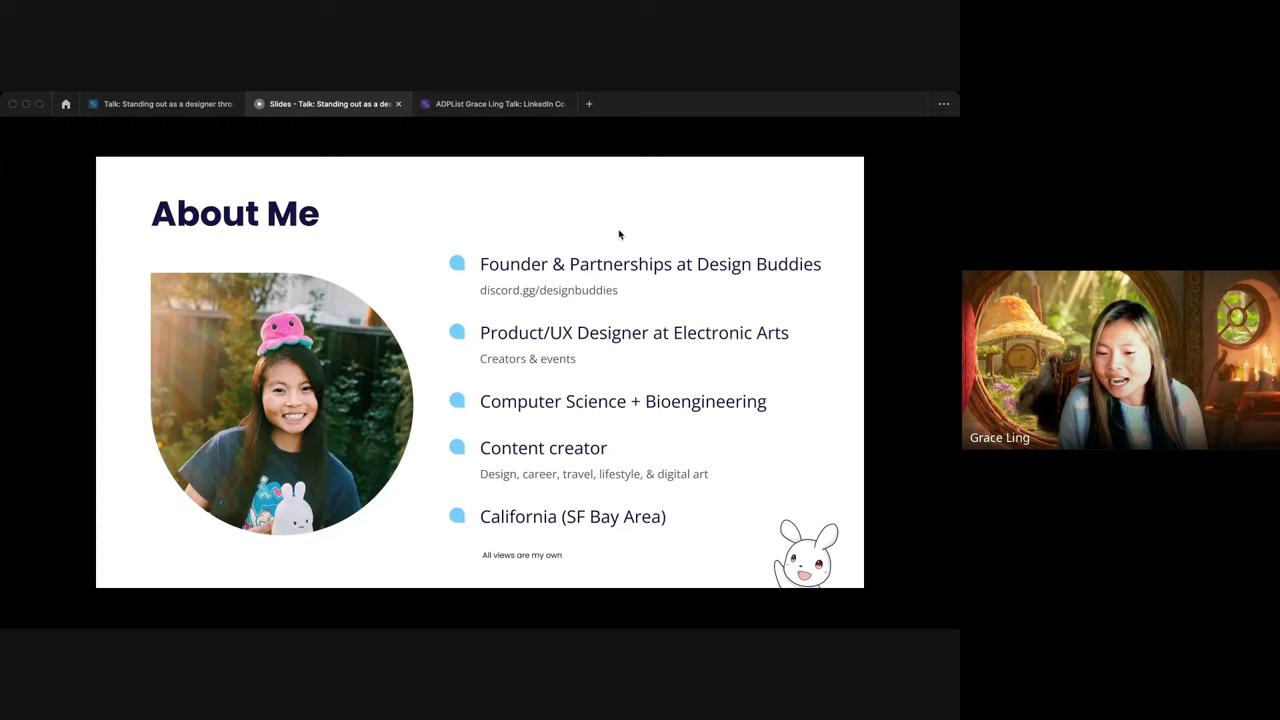 Talk: Standing out as a designer thro
Slides - Talk: Standing out as a des
ADPList Grace Ling Talk: LinkedIn Co
About Me
Founder & Partnerships at Design Buddies
discord.gg/designbuddies
Product/UX Designer at Electronic Arts
Creators & events
Computer Science + Bioengineering
Content creator
Design, career, travel, lifestyle, & digital art
California (SF Bay Area)
All views are my own
Grace Ling